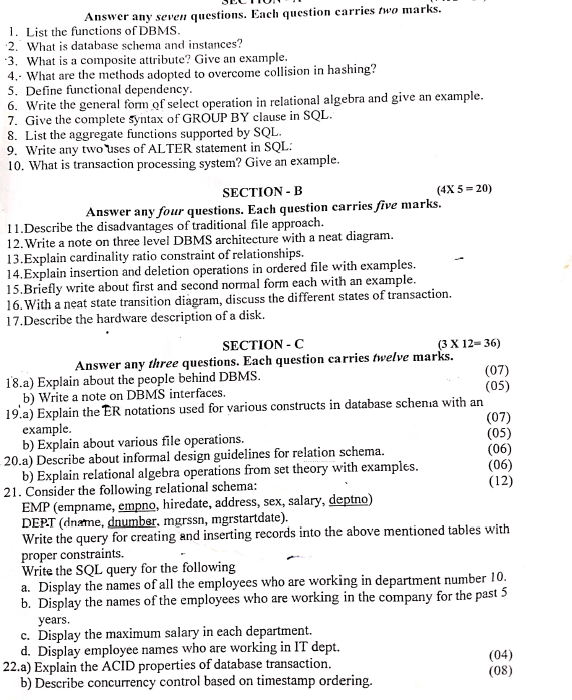 Answer any seven questions. Each question carries two marks.
1. List the functions of DBMS.
2. What is database schema and instances?
3. What is a composite attribute? Give an example.
4. What are the methods adopted to overcome collision in hashing?
5. Define functional dependency.
6. Write the general form of select operation in relational algebra and give an example.
7. Give the complete syntax of GROUP BY clause in SQL.
8. List the aggregate functions supported by SQL.
9. Write any two uses of ALTER statement in SQL:
10. What is transaction processing system? Give an example.
SECTION - B (4X 5 = 20)
Answer any four questions. Each question carries five marks.
11.Describe the disadvantages of traditional file approach.
12.Write a note on three level DBMS architecture with a neat diagram.
13.Explain cardinality ratio constraint of relationships.
14.Explain insertion and deletion operations in ordered file with examples.
15.Briefly write about first and second normal form each with an example.
16.With a neat state transition diagram, discuss the different states of transaction.
17.Describe the hardware description of a disk.
SECTION - C (3 X 12= 36)
Answer any three questions. Each question carries twelve marks.
18.a) Explain about the people behind DBMS. (07)
b) Write a note on DBMS interfaces. (05)
19.a) Explain the ER notations used for various constructs in database schema with an
example. (07)
b) Explain about various file operations. (05)
20.a) Describe about informal design guidelines for relation schema. (06)
b) Explain relational algebra operations from set theory with examples. (06)
21. Consider the following relational schema: (12)
EMP (empname, empno, hiredate, address, sex, salary, deptno)
DEPT (dname, dnumber, mgrssn, mgrstartdate).
Write the query for creating and inserting records into the above mentioned tables with
proper constraints.
Write the SQL query for the following
a. Display the names of all the employees who are working in department number 10.
b. Display the names of the employees who are working in the company for the past 5
years.
c. Display the maximum salary in each department.
d. Display employee names who are working in IT dept.
22.a) Explain the ACID properties of database transaction. (04)
b) Describe concurrency control based on timestamp ordering. (08)